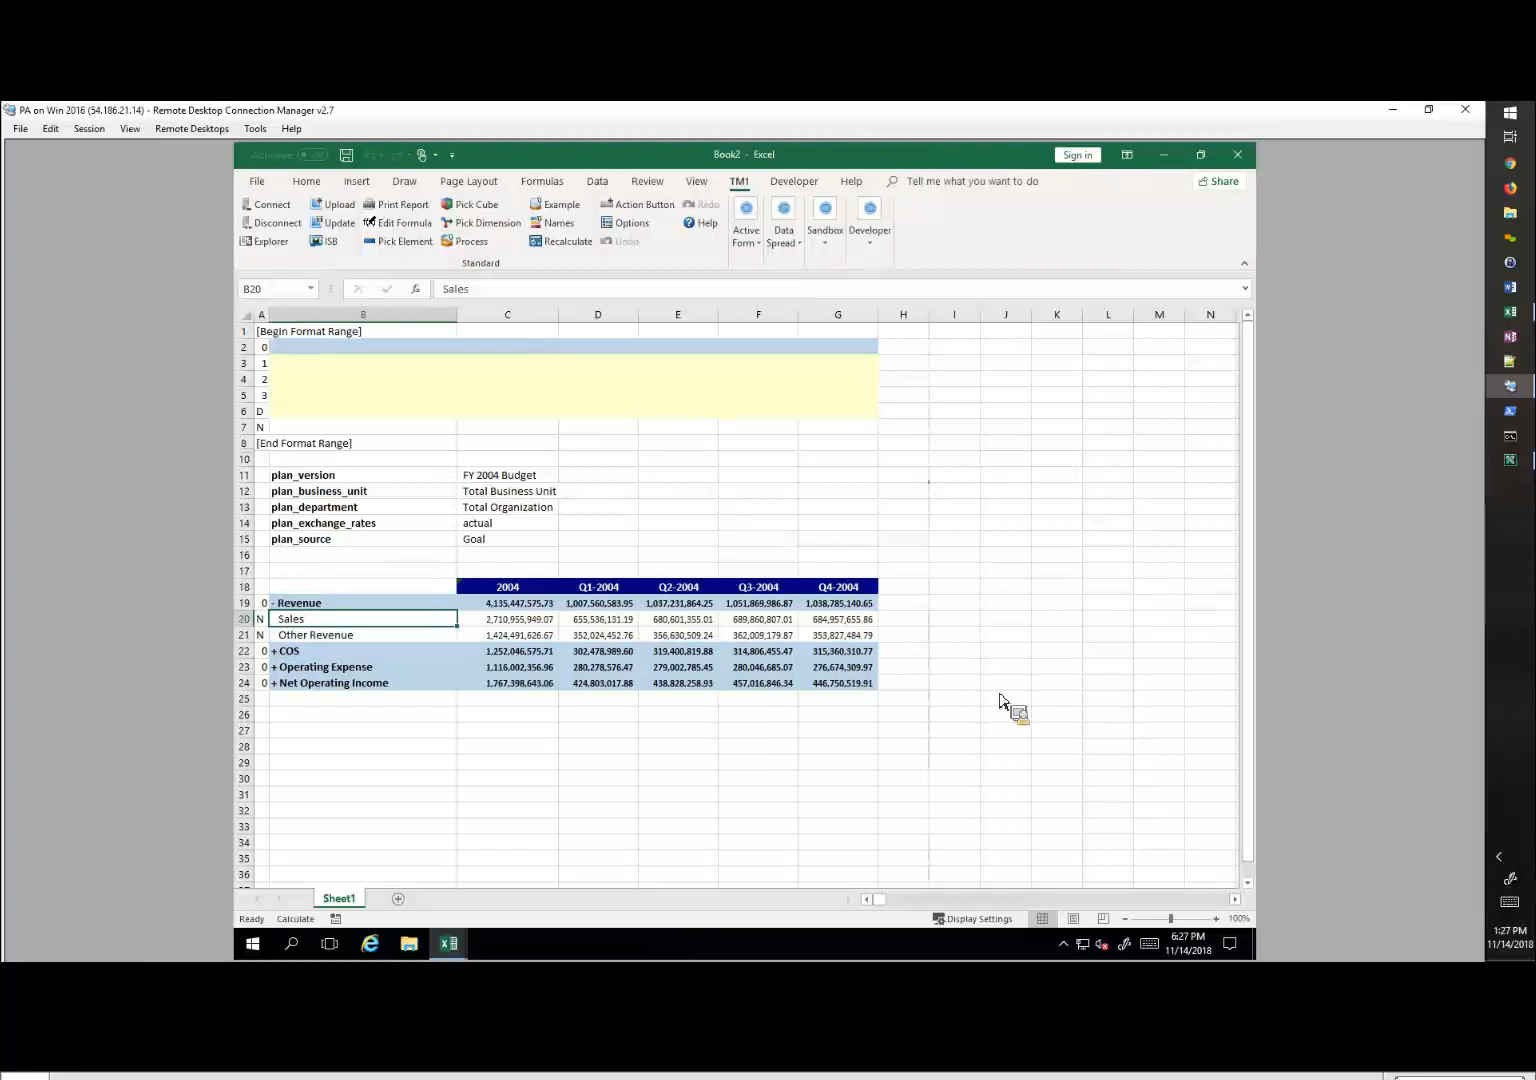 PA on Win 2016 (54.186.21.14) - Remote Desktop Connection Manager v2.7
File Edit Session View Remote Desktops Tools Help
Book2 - Excel Sign in
File Home Insert Draw Page Layout Formulas Data Review View TM1 Developer Help Tell me what you want to do Share
Connect Upload Print Report Pick Cube Example Action Button Redo
Disconnect Update Edit Formula Pick Dimension Names Options Help
Explorer ISB Pick Element Process Recalculate Undo
Active Form Data Spread Sandbox Developer
Standard
B20 fx Sales
A B C D E F G H I J K L M N
1 [Begin Format Range]
2 0
3 1
4 2
5 3
6 D
7 N
8 [End Format Range]
10
11 plan_version FY 2004 Budget
12 plan_business_unit Total Business Unit
13 plan_department Total Organization
14 plan_exchange_rates actual
15 plan_source Goal
16
17
18 2004 Q1-2004 Q2-2004 Q3-2004 Q4-2004
19 0 - Revenue 4,135,447,575.73 1,007,560,583.95 1,037,231,864.25 1,051,869,986.87 1,038,785,140.65
20 N Sales 2,710,955,949.07 655,536,131.19 680,601,355.01 689,860,807.01 684,957,655.86
21 N Other Revenue 1,424,491,626.67 352,024,452.76 356,630,509.24 362,009,179.87 353,827,484.79
22 0 + COS 1,252,046,575.71 302,478,989.60 319,400,819.88 314,806,455.47 315,360,310.77
23 0 + Operating Expense 1,116,002,356.96 280,278,576.47 279,002,785.45 280,046,685.07 276,674,309.97
24 0 + Net Operating Income 1,767,398,643.06 424,803,017.88 438,828,258.93 457,016,846.34 446,750,519.91
25
26
27
28
29
30
31
32
33
34
35
36
Sheet1
Ready Calculate Display Settings 100%
6:27 PM
11/14/2018
1:27 PM
11/14/2018